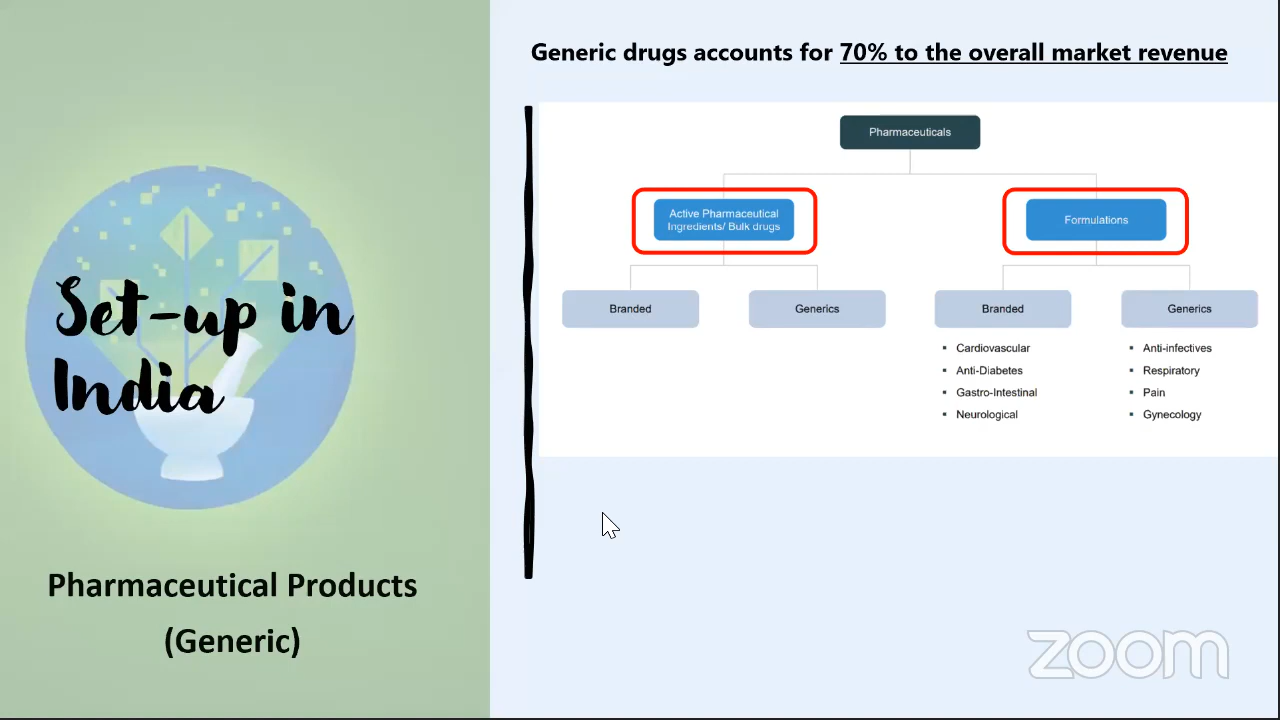 Generic drugs accounts for 70% to the overall market revenue
Set-up in
India
Pharmaceutical Products
(Generic)
Pharmaceuticals
Active Pharmaceutical
Ingredients/ Bulk drugs
Formulations
Branded
Generics
Branded
Generics
▪ Cardiovascular
▪ Anti-Diabetes
▪ Gastro-Intestinal
▪ Neurological
▪ Anti-infectives
▪ Respiratory
▪ Pain
▪ Gynecology
zoom